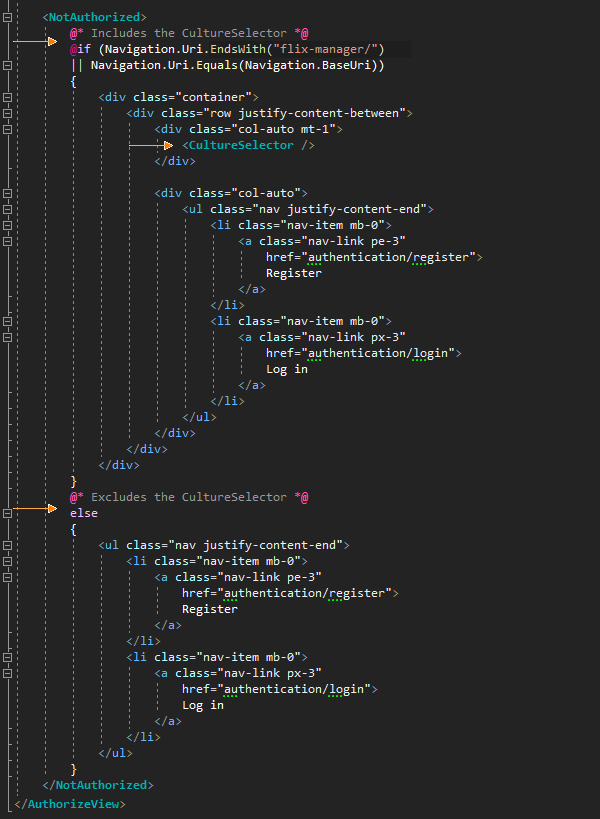 <NotAuthorized>
@* Includes the CultureSelector *@
@if (Navigation.Uri.EndsWith("flix-manager/")
|| Navigation.Uri.Equals(Navigation.BaseUri))
{
<div class="container">
<div class="row justify-content-between">
<div class="col-auto mt-1">
<CultureSelector />
</div>
<div class="col-auto">
<ul class="nav justify-content-end">
<li class="nav-item mb-0">
<a class="nav-link pe-3"
href="authentication/register">
Register
</a>
</li>
<li class="nav-item mb-0">
<a class="nav-link px-3"
href="authentication/login">
Log in
</a>
</li>
</ul>
</div>
</div>
</div>
}
@* Excludes the CultureSelector *@
else
{
<ul class="nav justify-content-end">
<li class="nav-item mb-0">
<a class="nav-link pe-3"
href="authentication/register">
Register
</a>
</li>
<li class="nav-item mb-0">
<a class="nav-link px-3"
href="authentication/login">
Log in
</a>
</li>
</ul>
}
</NotAuthorized>
</AuthorizeView>